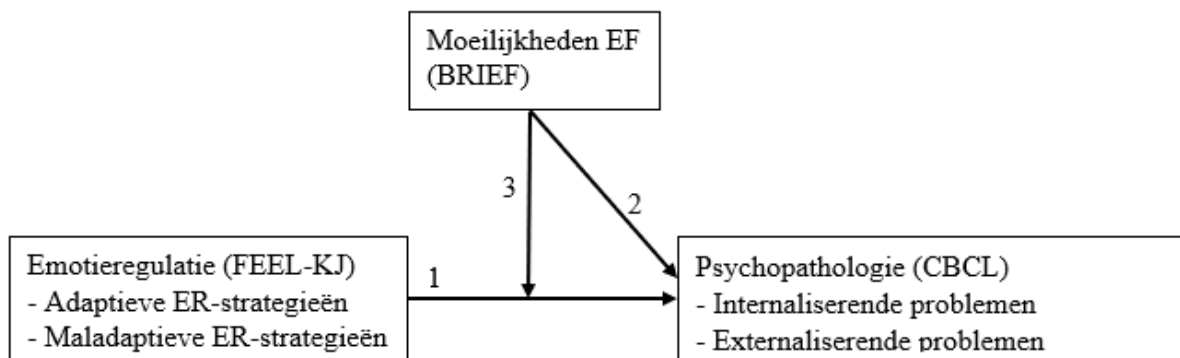 Moeilijkheden EF
(BRIEF)
3
2
Emotieregulatie (FEEL-KJ)
- Adaptieve ER-strategieën
- Maladaptieve ER-strategieën
1
Psychopathologie (CBCL)
- Internaliserende problemen
- Externaliserende problemen